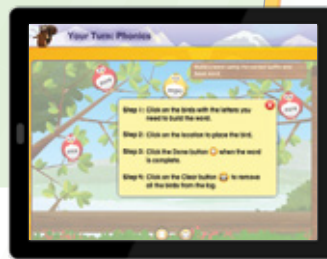 Your Turn: Phonics
Step 1: Click on the birds with the letters you
need to build the word.
Step 2: Click on the location to place the bird.
Step 3: Click the Done button when the word
is complete.
Step 4: Click on the Clear button to remove
all the birds from the log.